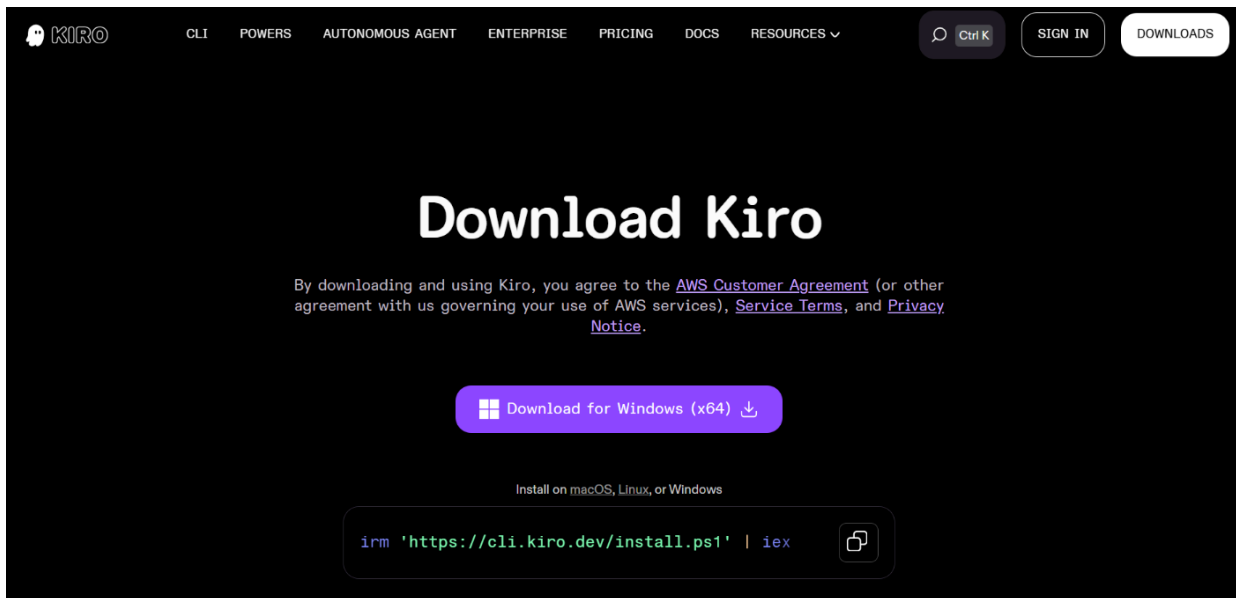 KIRO
CLI POWERS AUTONOMOUS AGENT ENTERPRISE PRICING DOCS RESOURCES Ctrl K SIGN IN DOWNLOADS
Download Kiro
By downloading and using Kiro, you agree to the AWS Customer Agreement (or other
agreement with us governing your use of AWS services), Service Terms, and Privacy
Notice.
Download for Windows (x64)
Install on macOS, Linux, or Windows
irm 'https://cli.kiro.dev/install.ps1' | iex